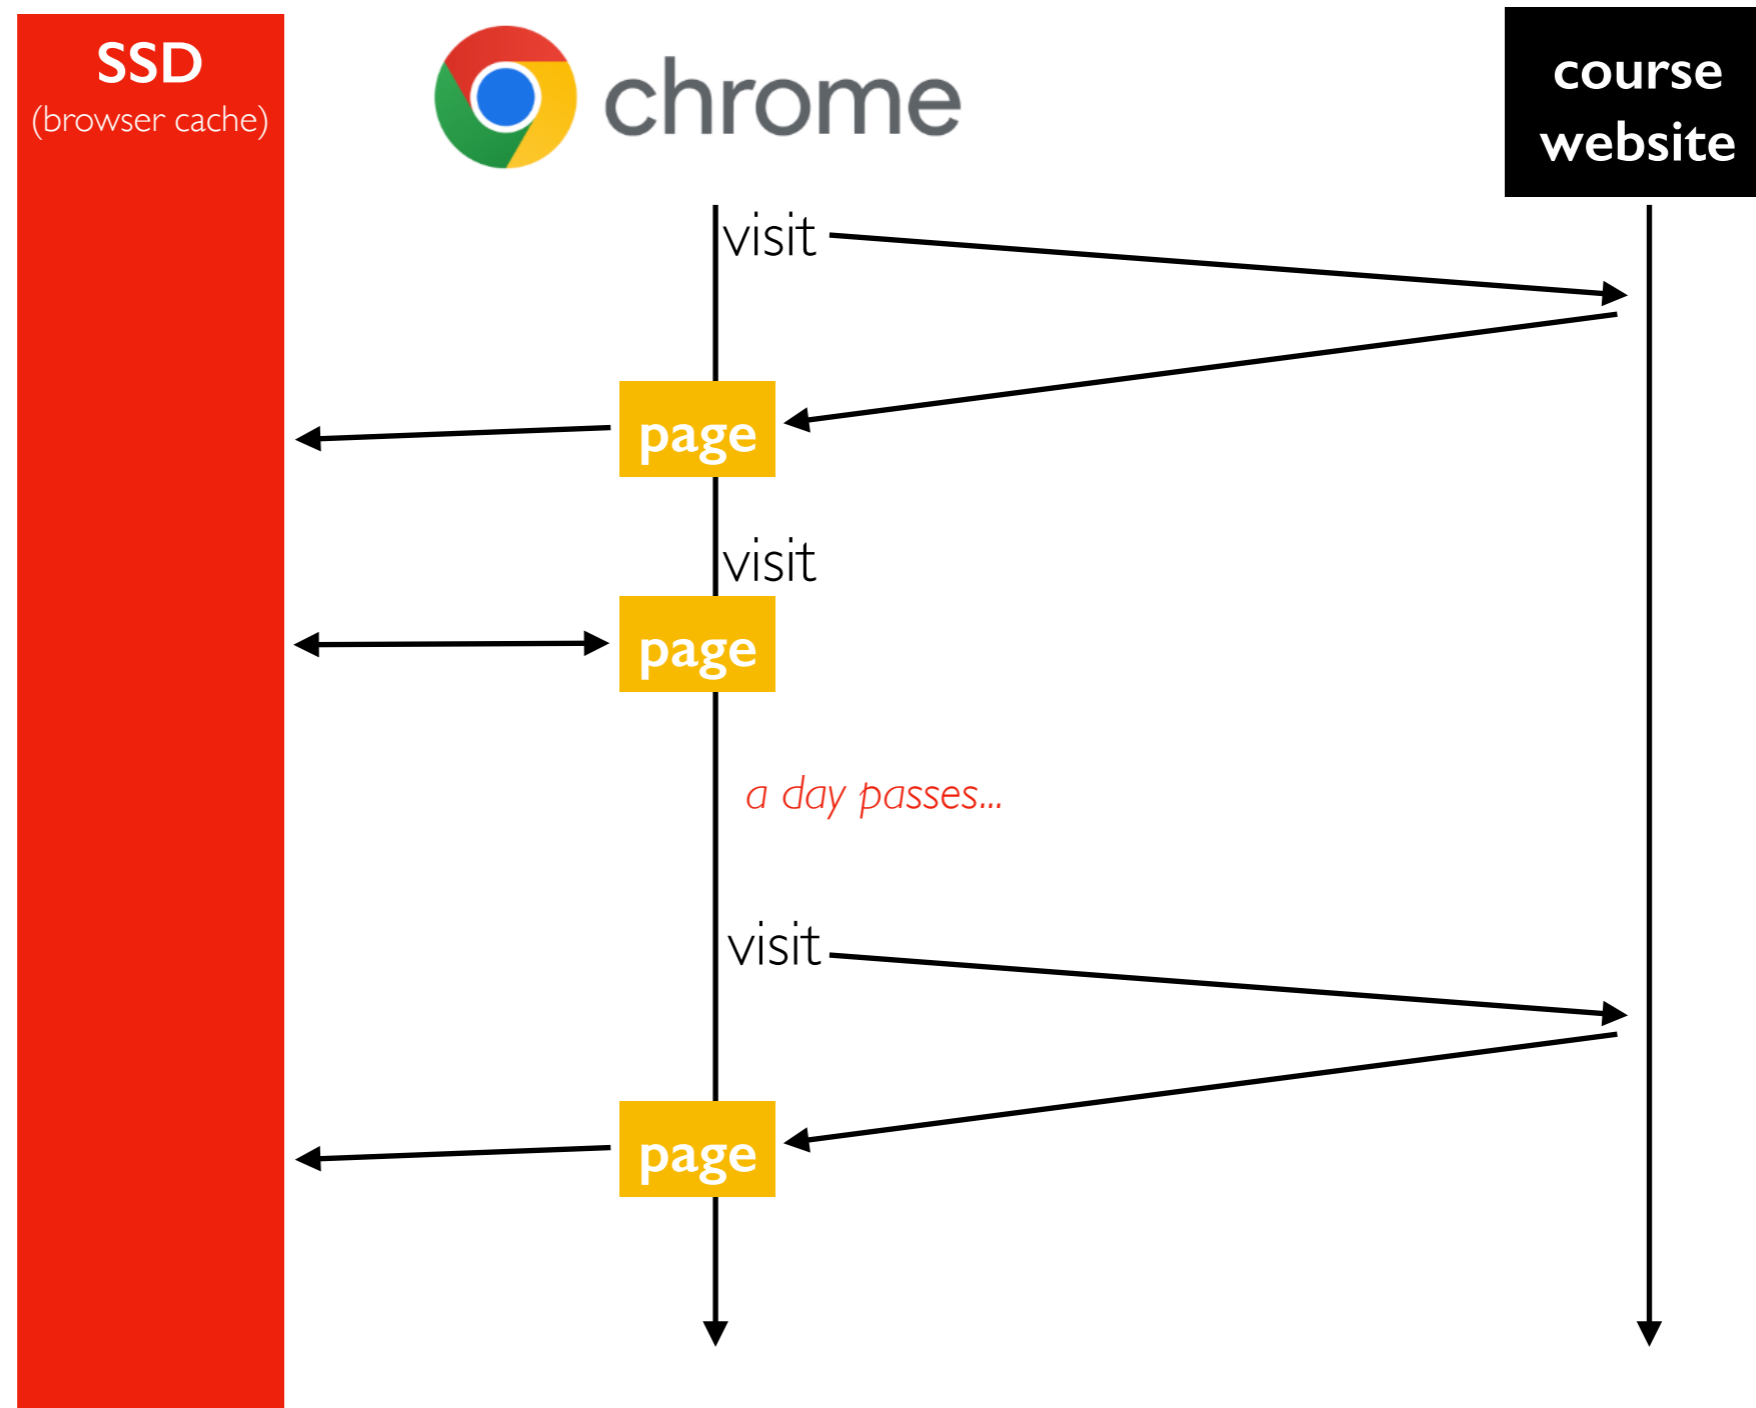 SSD
(browser cache)
chrome
course
website
visit
page
visit
page
a day passes...
visit
page